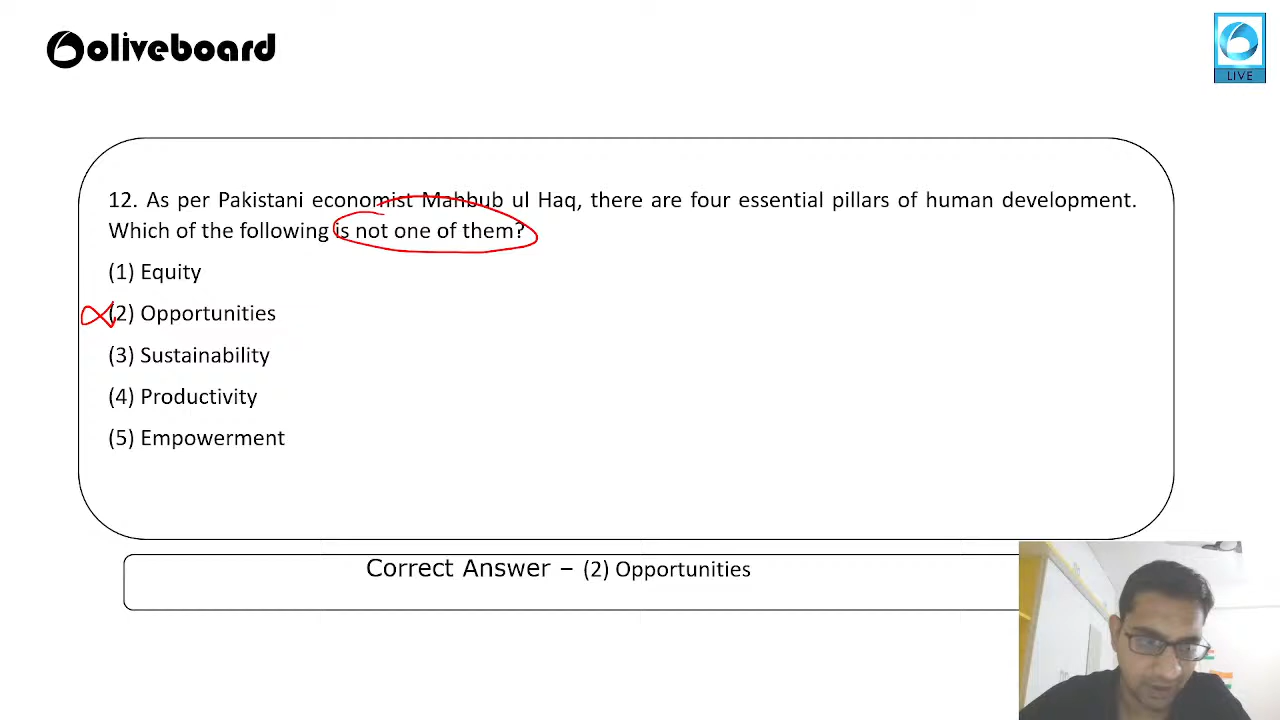 oliveboard
LIVE
12. As per Pakistani economist Mahbub ul Haq, there are four essential pillars of human development.
Which of the following is not one of them?
(1) Equity
(2) Opportunities
(3) Sustainability
(4) Productivity
(5) Empowerment
Correct Answer – (2) Opportunities